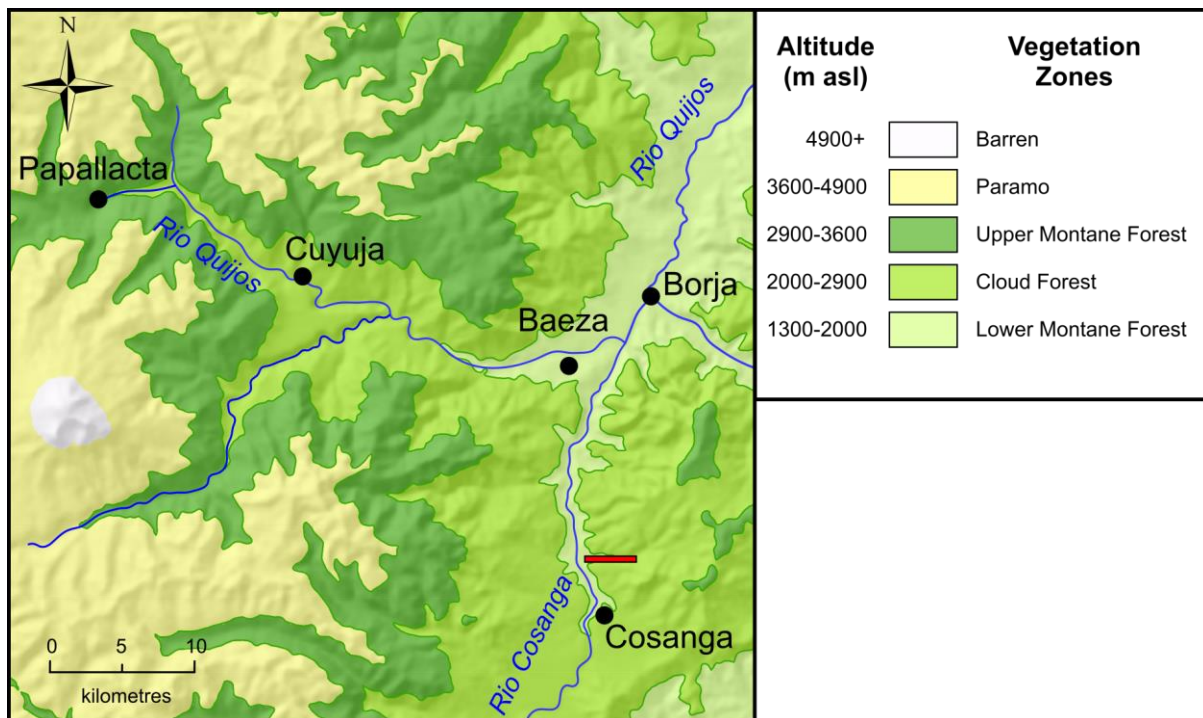 N
Papallacta
Rio Quijos
Cuyuja
Rio Quijos
Borja
Baeza
Rio Cosanga
Cosanga
0 5 10
kilometres
Altitude
(m asl)
Vegetation
Zones
4900+ Barren
3600-4900 Paramo
2900-3600 Upper Montane Forest
2000-2900 Cloud Forest
1300-2000 Lower Montane Forest